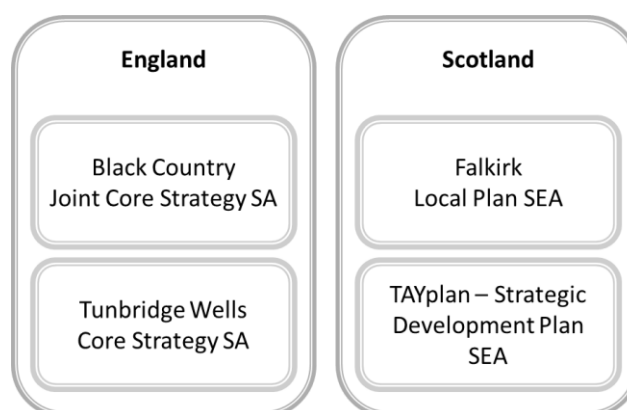 England
Black Country
Joint Core Strategy SA
Tunbridge Wells
Core Strategy SA
Scotland
Falkirk
Local Plan SEA
TAYplan – Strategic
Development Plan
SEA